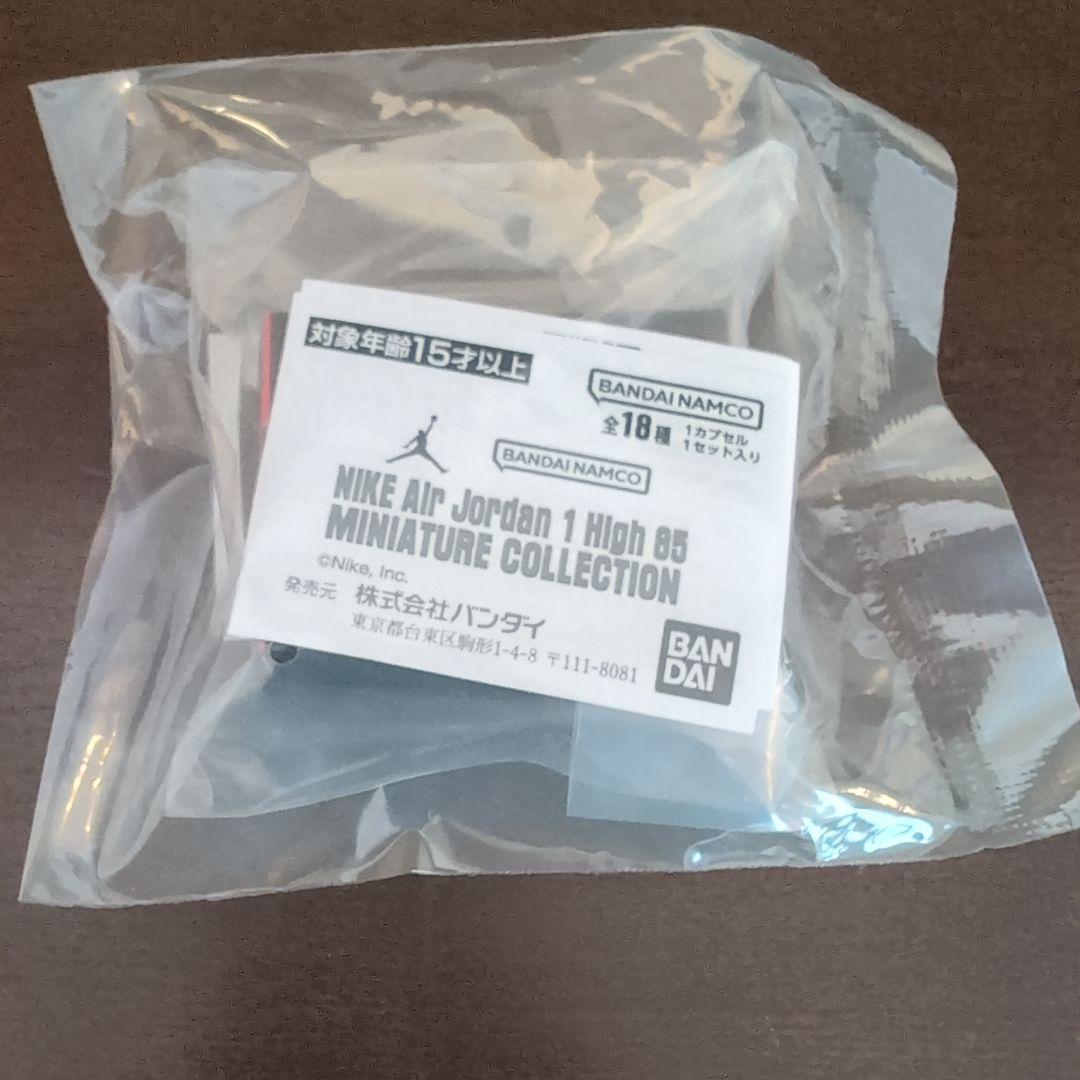 対象年齢15才以上
BANDAI NAMCO
全18種
1カプセル
1セット入り
BANDAI NAMCO
NIKE Air Jordan 1 High 85
MINIATURE COLLECTION
©Nike, Inc.
発売元 株式会社バンダイ
東京都台東区駒形1-4-8 〒111-8081
BAN
DAI